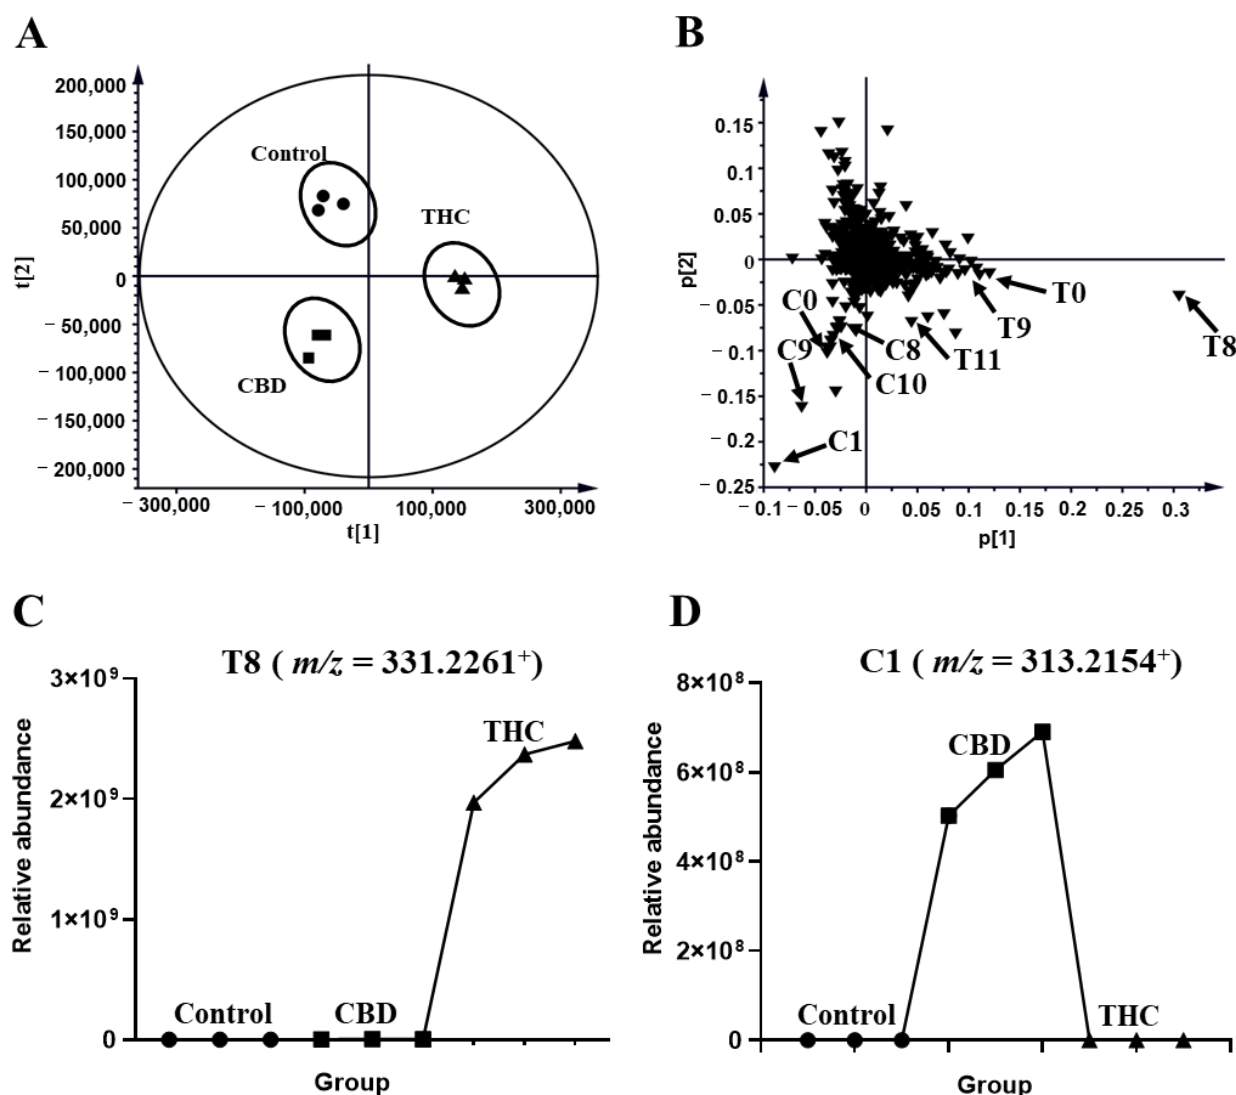 A
200,000
150,000
100,000
50,000
0
−50,000
−100,000
−150,000
−200,000
t[2]
Control
THC
CBD
−300,000 −100,000 100,000 300,000
t[1]
B
0.15
0.05
0.05
0
−0.05
−0.1
−0.15
−0.2
−0.25
p[2]
C0
T0
T9
T8
C9
C8
T11
C10
C1
−0.1 −0.05 0 0.05 0.1 0.15 0.2 0.25 0.3
p[1]
C
T8 ( m/z = 331.2261⁺)
3×10⁹
2×10⁹
1×10⁹
0
Relative abundance
THC
Control
CBD
Group
D
C1 ( m/z = 313.2154⁺)
8×10⁸
6×10⁸
4×10⁸
2×10⁸
0
Relative abundance
CBD
Control
THC
Group